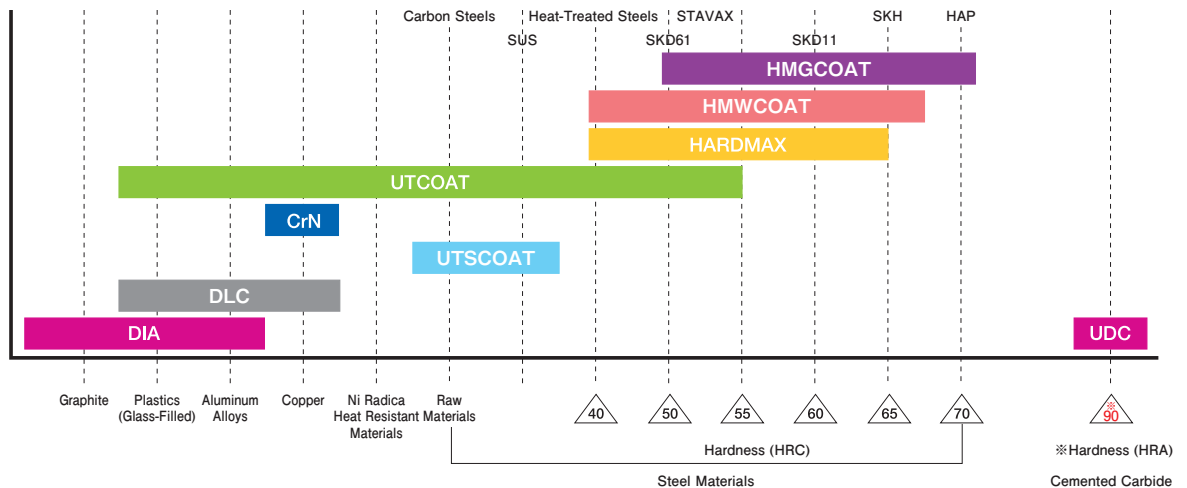 Carbon Steels Heat-Treated Steels STAVAX SKH HAP
SUS SKD61 SKD11
HMGCOAT
HMWCOAT
HARDMAX
UTCOAT
CrN
UTSCOAT
DLC
DIA UDC
Graphite Plastics Aluminum Copper Ni Radica Raw 40 50 55 60 65 70 ※90
(Glass-Filled) Alloys Heat Resistant Materials
Materials
Hardness (HRC) ※Hardness (HRA)
Steel Materials Cemented Carbide